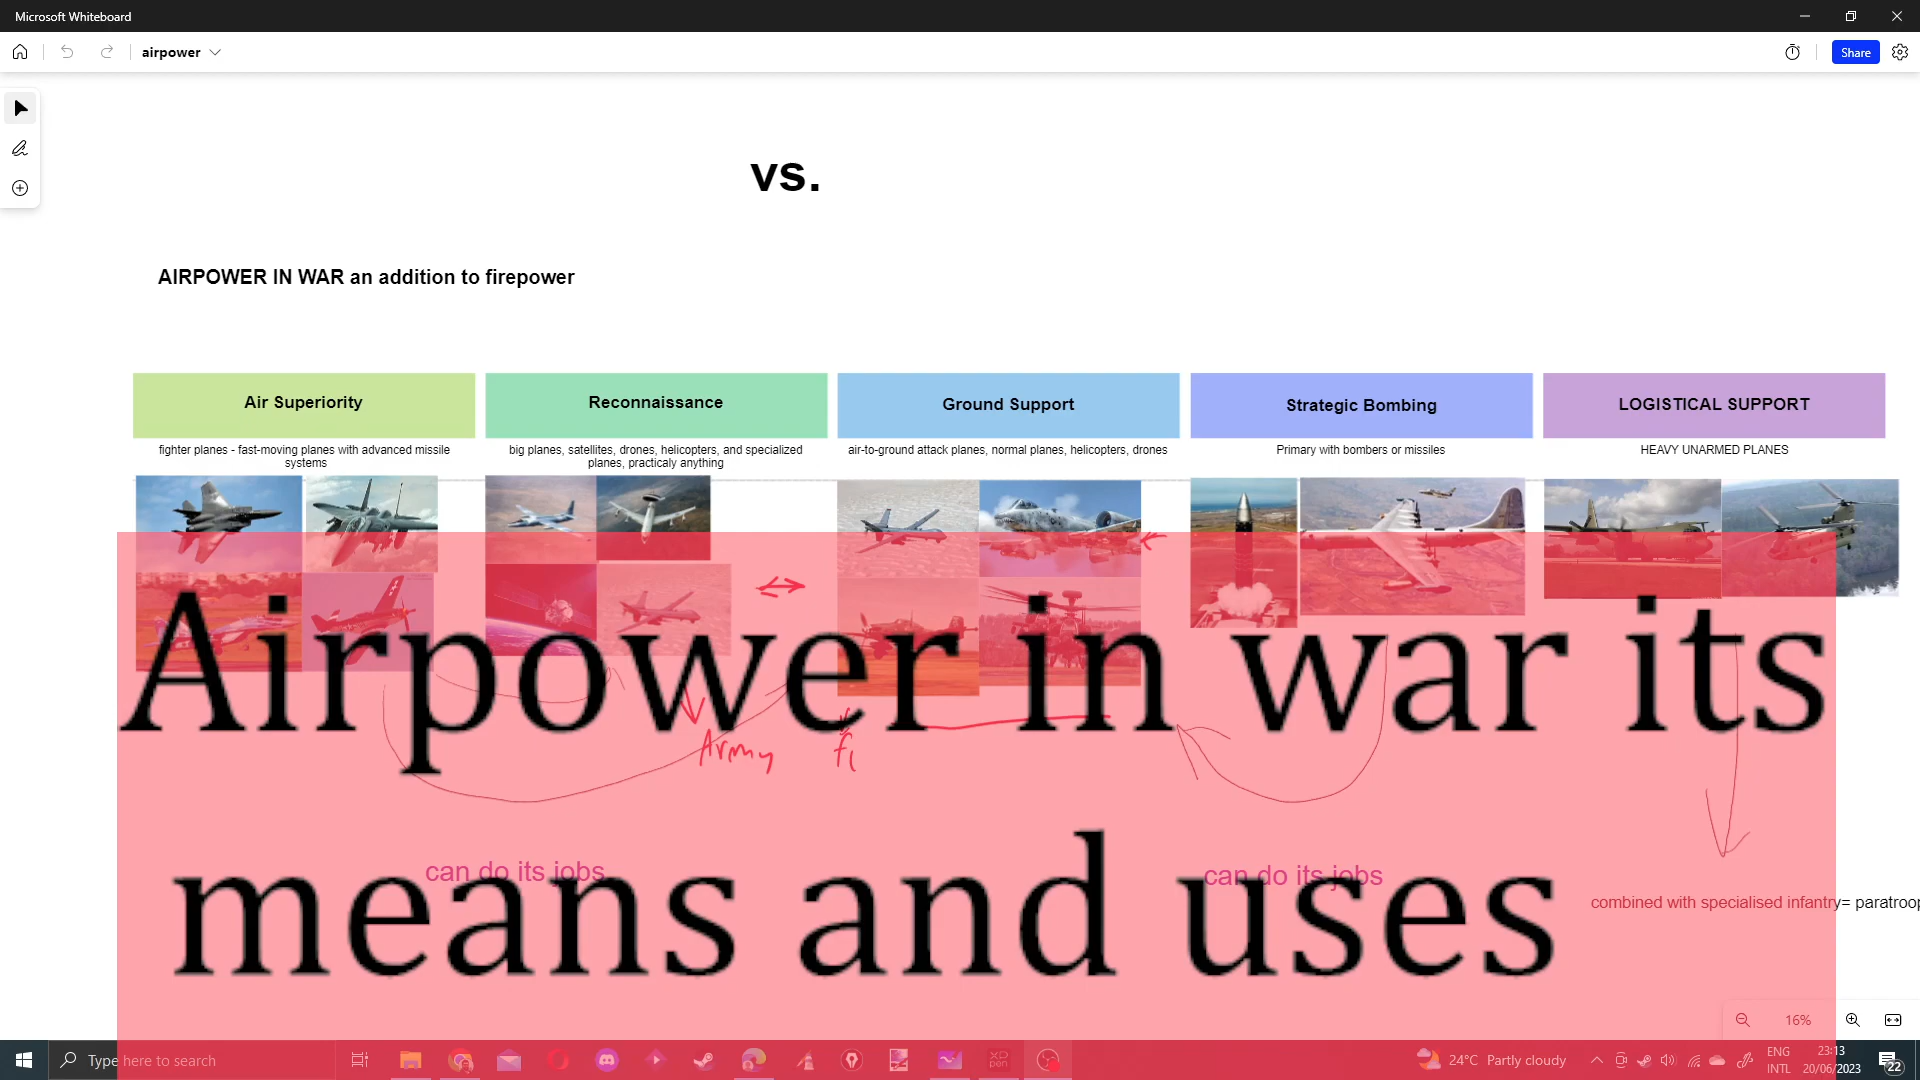 Microsoft Whiteboard
airpower
Share
vs.
AIRPOWER IN WAR an addition to firepower
Air Superiority
Reconnaissance
Ground Support
Strategic Bombing
LOGISTICAL SUPPORT
fighter planes - fast-moving planes with advanced missile
systems
big planes, satellites, drones, helicopters, and specialized
planes, practicaly anything
air-to-ground attack planes, normal planes, helicopters, drones
Primary with bombers or missiles
HEAVY UNARMED PLANES
Airpower in war its
Army
means and uses
can do its jobs
can do its jobs
combined with specialised infantry= paratroop
16%
Type here to search
24°C Partly cloudy
ENG
INTL
23:13
20/06/2023
22